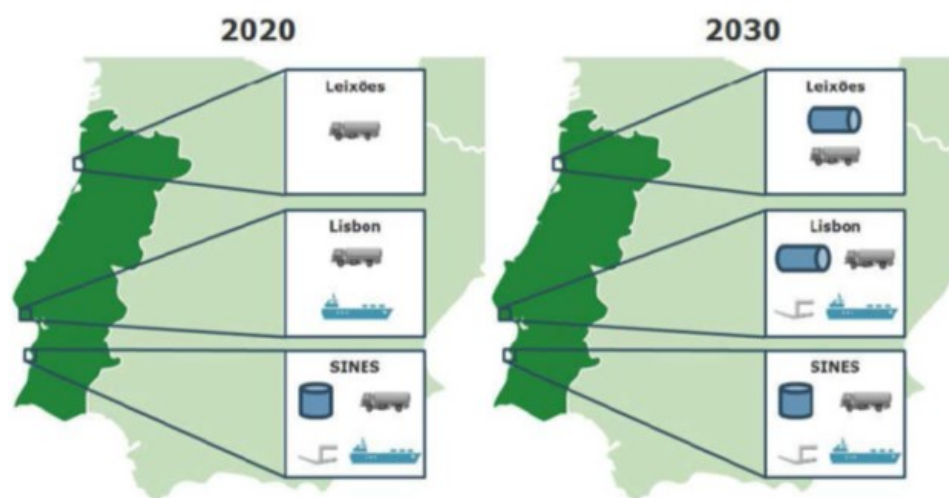 2020
Leixões
Lisbon
SINES
2030
Leixões
Lisbon
SINES